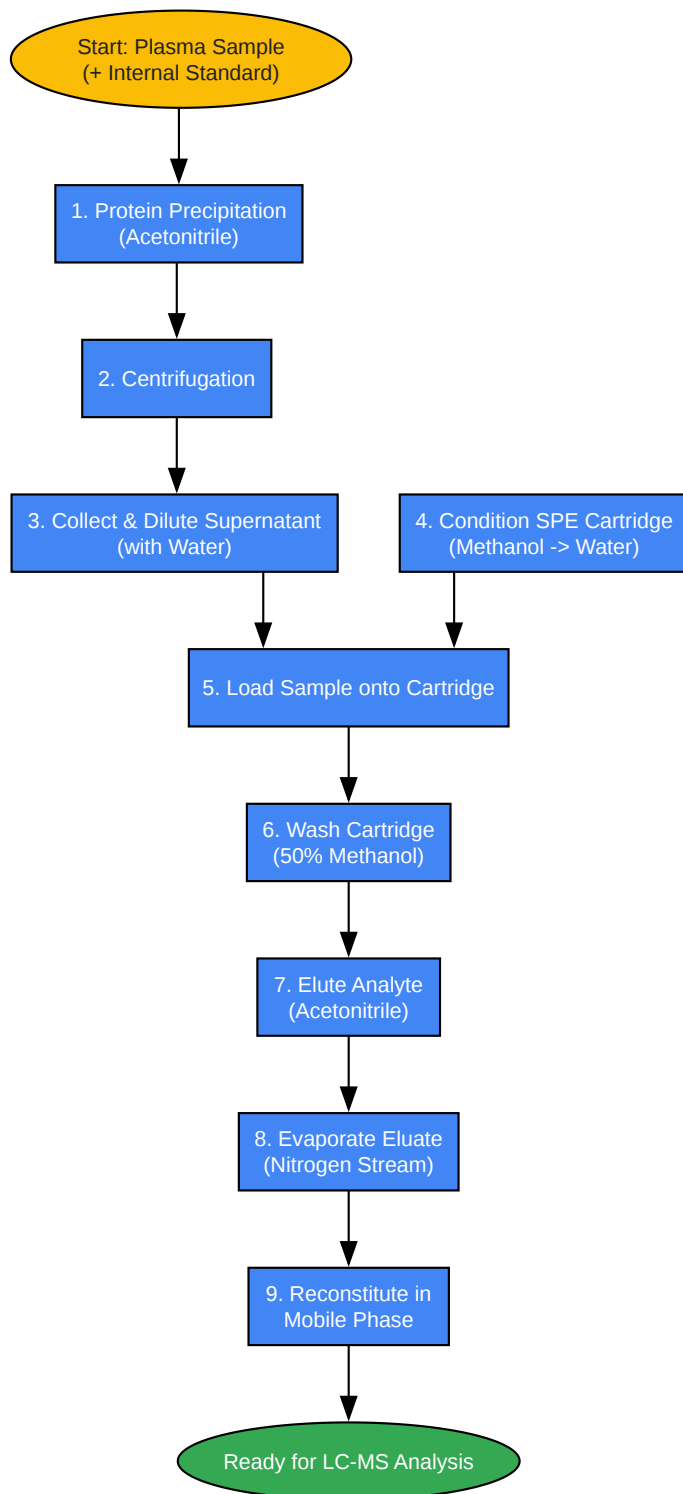 Start: Plasma Sample
(+ Internal Standard)
1. Protein Precipitation
(Acetonitrile)
2. Centrifugation
3. Collect & Dilute Supernatant
(with Water)
4. Condition SPE Cartridge
(Methanol -> Water)
5. Load Sample onto Cartridge
6. Wash Cartridge
(50% Methanol)
7. Elute Analyte
(Acetonitrile)
8. Evaporate Eluate
(Nitrogen Stream)
9. Reconstitute in
Mobile Phase
Ready for LC-MS Analysis